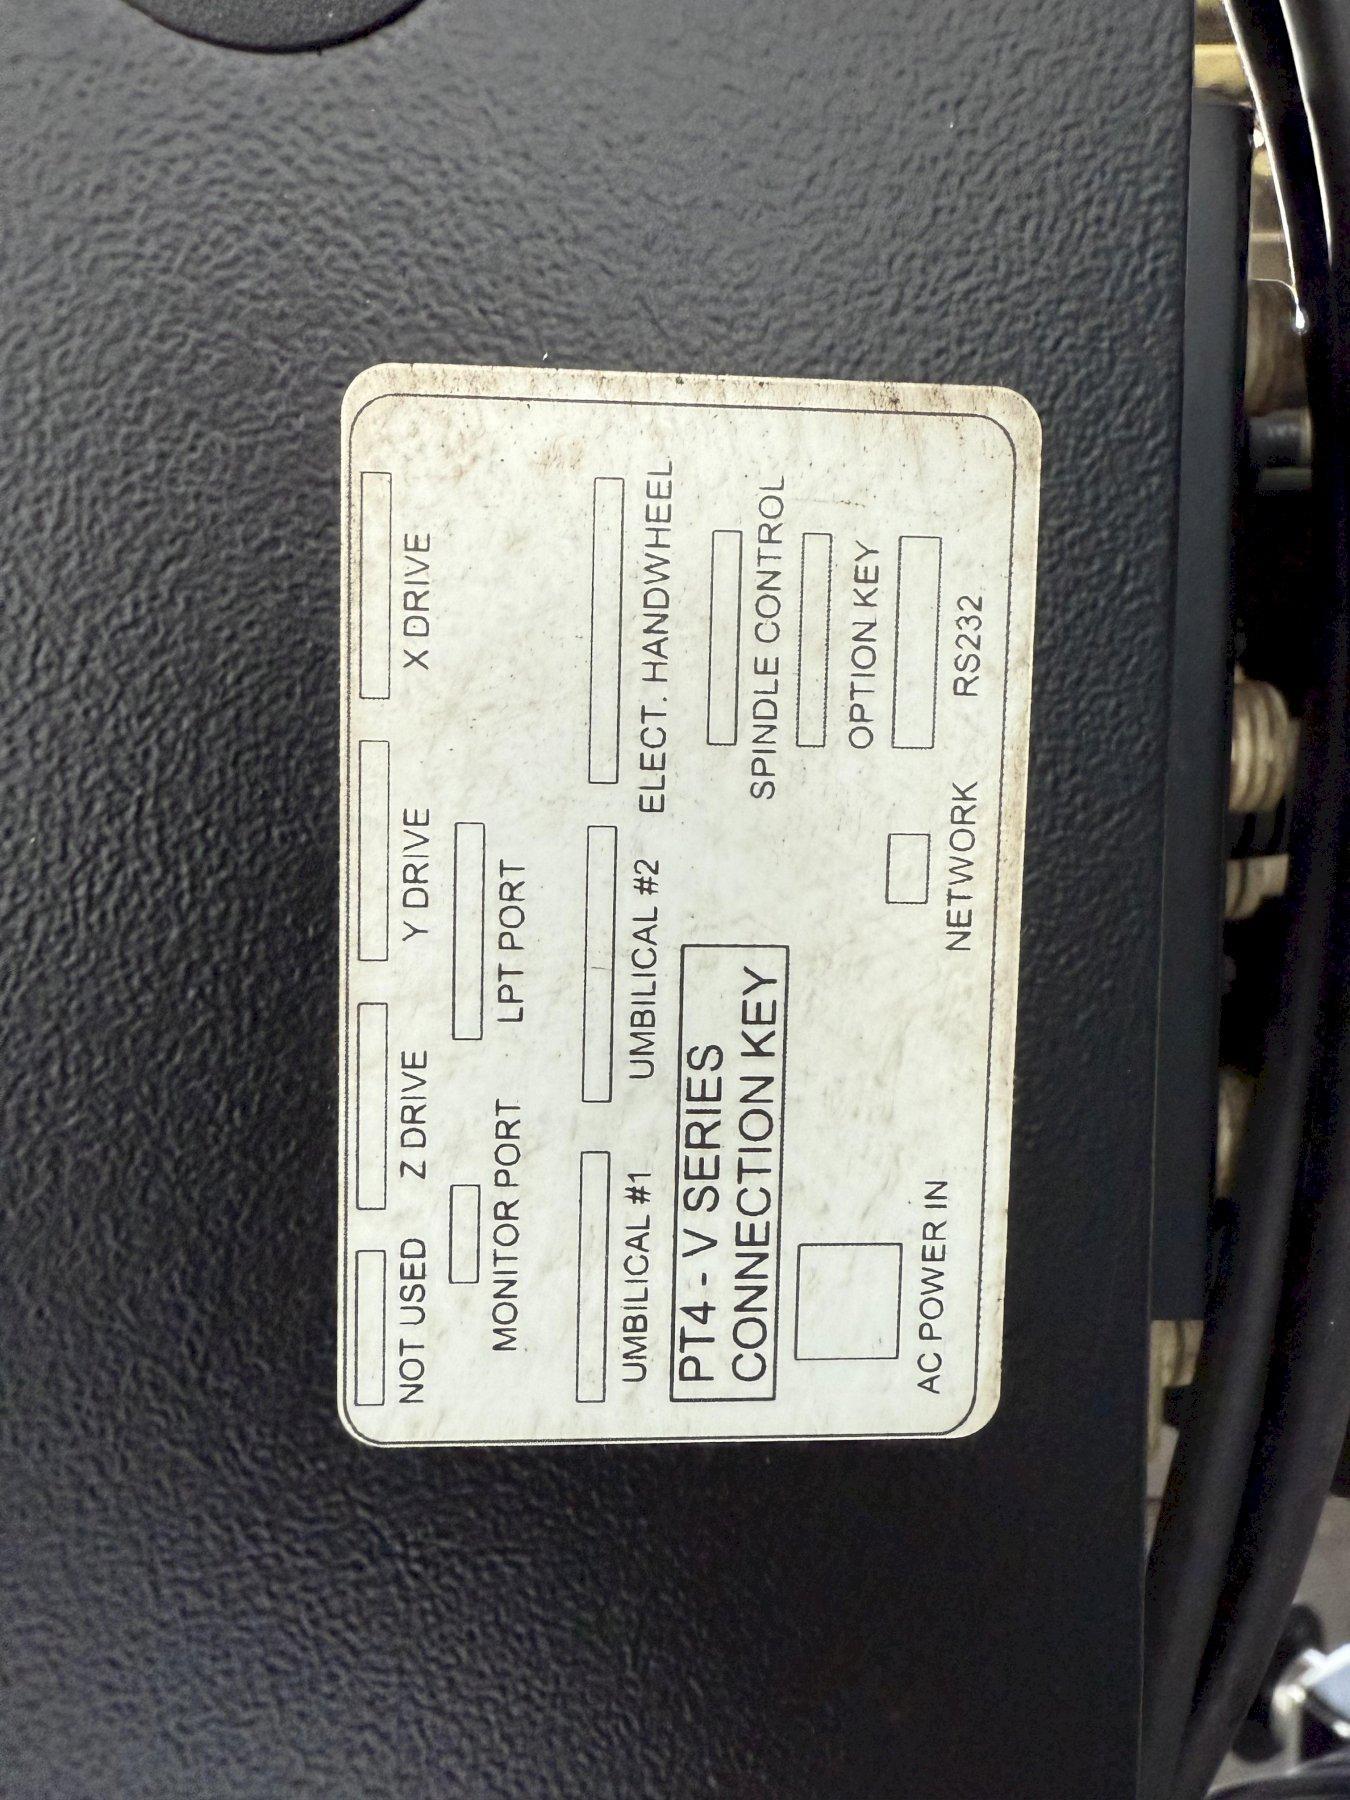 NOT USED
Z DRIVE
Y DRIVE
X DRIVE
MONITOR PORT
LPT PORT
UMBILICAL #1
UMBILICAL #2
ELECT. HANDWHEEL
PT4 - V SERIES
CONNECTION KEY
SPINDLE CONTROL
OPTION KEY
AC POWER IN
NETWORK
RS232